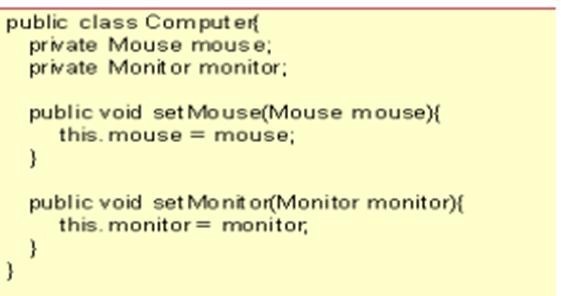 public class Computer{
private Mouse mouse;
private Monitor monitor;
public void setMouse(Mouse mouse){
this.mouse = mouse;
}
public void setMonitor(Monitor monitor){
this.monitor = monitor;
}
}